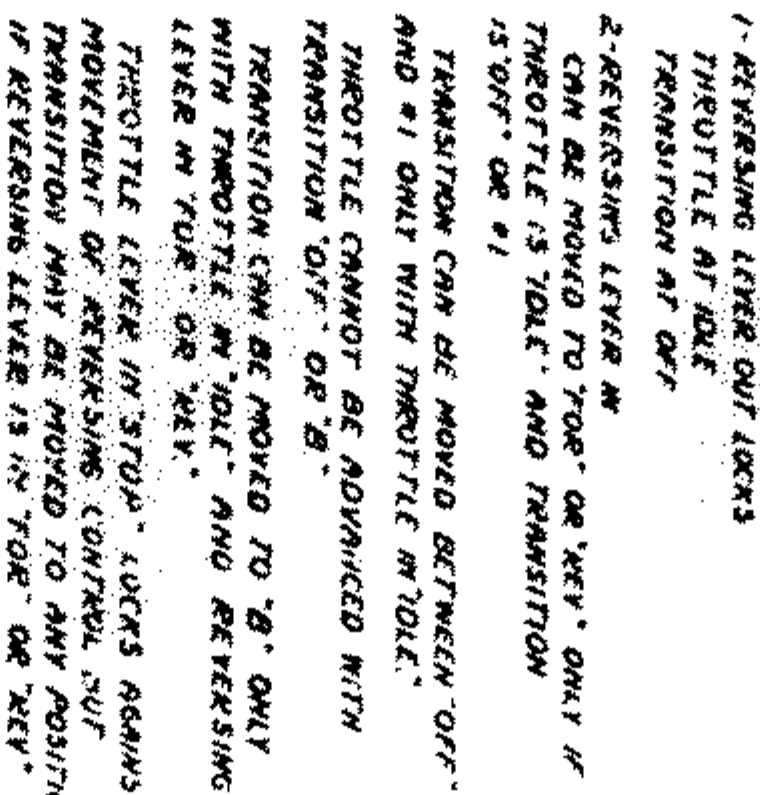 1- REVERSING LEVER OUT LOCKS
THROTTLE AT IDLE
TRANSITION AT OFF
2-REVERSING LEVER IN
CAN BE MOVED TO "FOR" OR "REV" ONLY IF
THROTTLE IS "IDLE" AND TRANSITION
IS "OFF" OR #1
TRANSITION CAN BE MOVED BETWEEN "OFF"
AND #1 ONLY WITH THROTTLE IN "IDLE."
THROTTLE CANNOT BE ADVANCED WITH
TRANSITION "OFF" OR "B"
TRANSITION CAN BE MOVED TO "B" ONLY
WITH THROTTLE IN "IDLE" AND REVERSING
LEVER IN "FOR" OR "REV."
THROTTLE LEVER IN "STOP" LOCKS AGAINS
MOVEMENT OF REVERSING CONTROL BUT
TRANSITION MAY BE MOVED TO ANY POSITI
IF REVERSING LEVER IS IN "FOR" OR "REV"